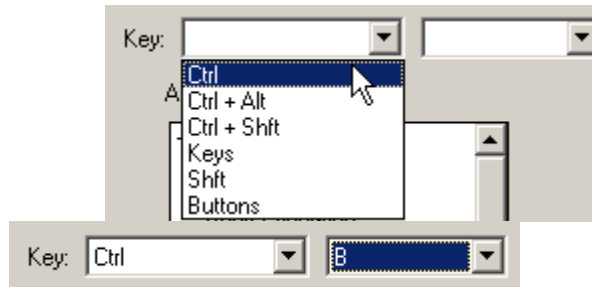 Key:
Ctrl
A
Ctrl + Alt
Ctrl + Shft
Keys
Shft
Buttons
Key: Ctrl B